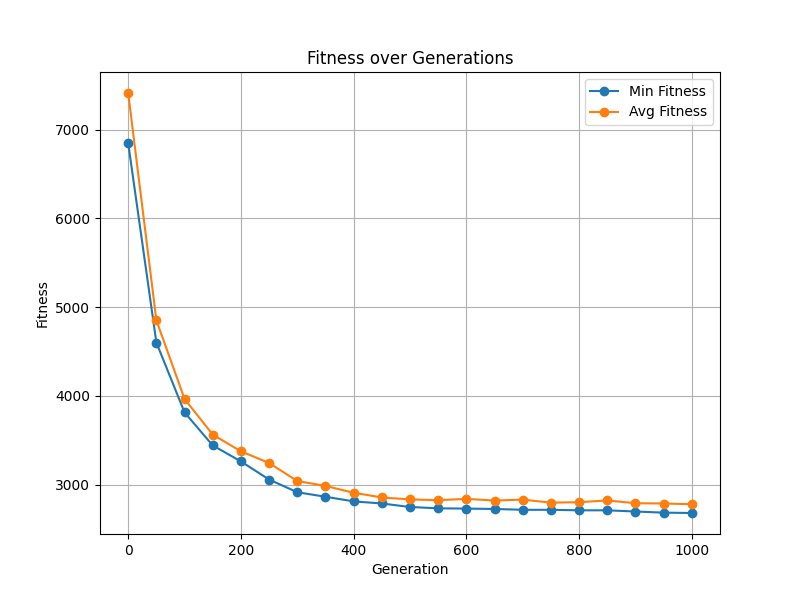 Fitness over Generations
Min Fitness
Avg Fitness
7000
6000
5000
4000
3000
Fitness
0 200 400 600 800 1000
Generation